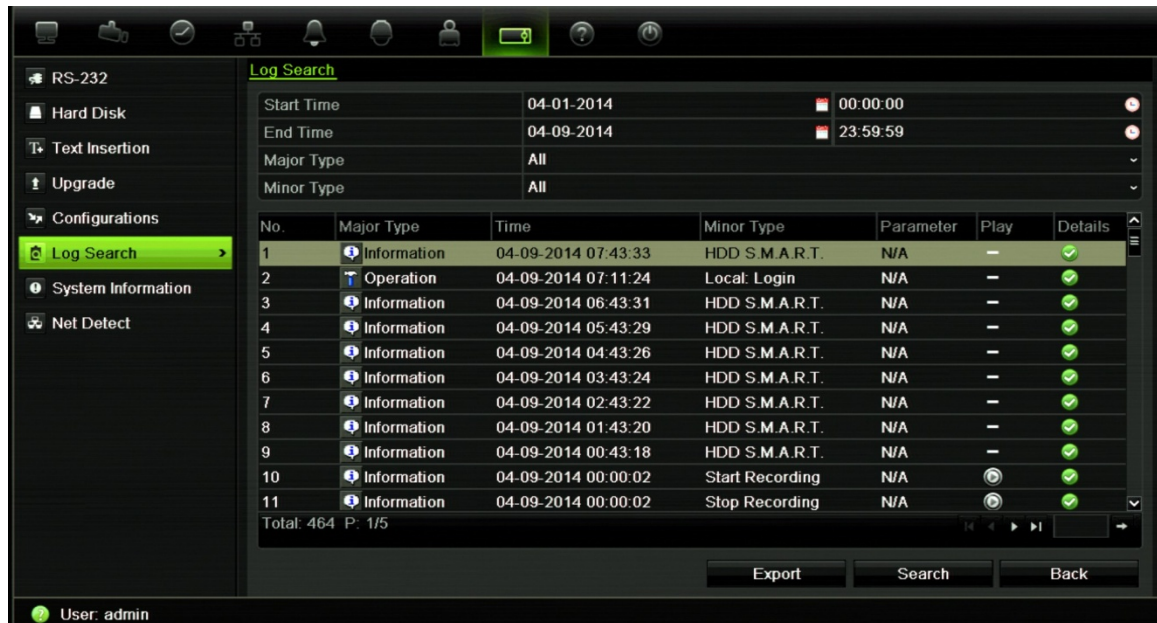 RS-232
Hard Disk
Text Insertion
Upgrade
Configurations
Log Search
System Information
Net Detect
Log Search
Start Time 04-01-2014 00:00:00
End Time 04-09-2014 23:59:59
Major Type All
Minor Type All
No. Major Type Time Minor Type Parameter Play Details
1 Information 04-09-2014 07:43:33 HDD S.M.A.R.T. N/A –
2 Operation 04-09-2014 07:11:24 Local: Login N/A –
3 Information 04-09-2014 06:43:31 HDD S.M.A.R.T. N/A –
4 Information 04-09-2014 05:43:29 HDD S.M.A.R.T. N/A –
5 Information 04-09-2014 04:43:26 HDD S.M.A.R.T. N/A –
6 Information 04-09-2014 03:43:24 HDD S.M.A.R.T. N/A –
7 Information 04-09-2014 02:43:22 HDD S.M.A.R.T. N/A –
8 Information 04-09-2014 01:43:20 HDD S.M.A.R.T. N/A –
9 Information 04-09-2014 00:43:18 HDD S.M.A.R.T. N/A –
10 Information 04-09-2014 00:00:02 Start Recording N/A
11 Information 04-09-2014 00:00:02 Stop Recording N/A
Total: 464 P: 1/5
Export Search Back
User: admin